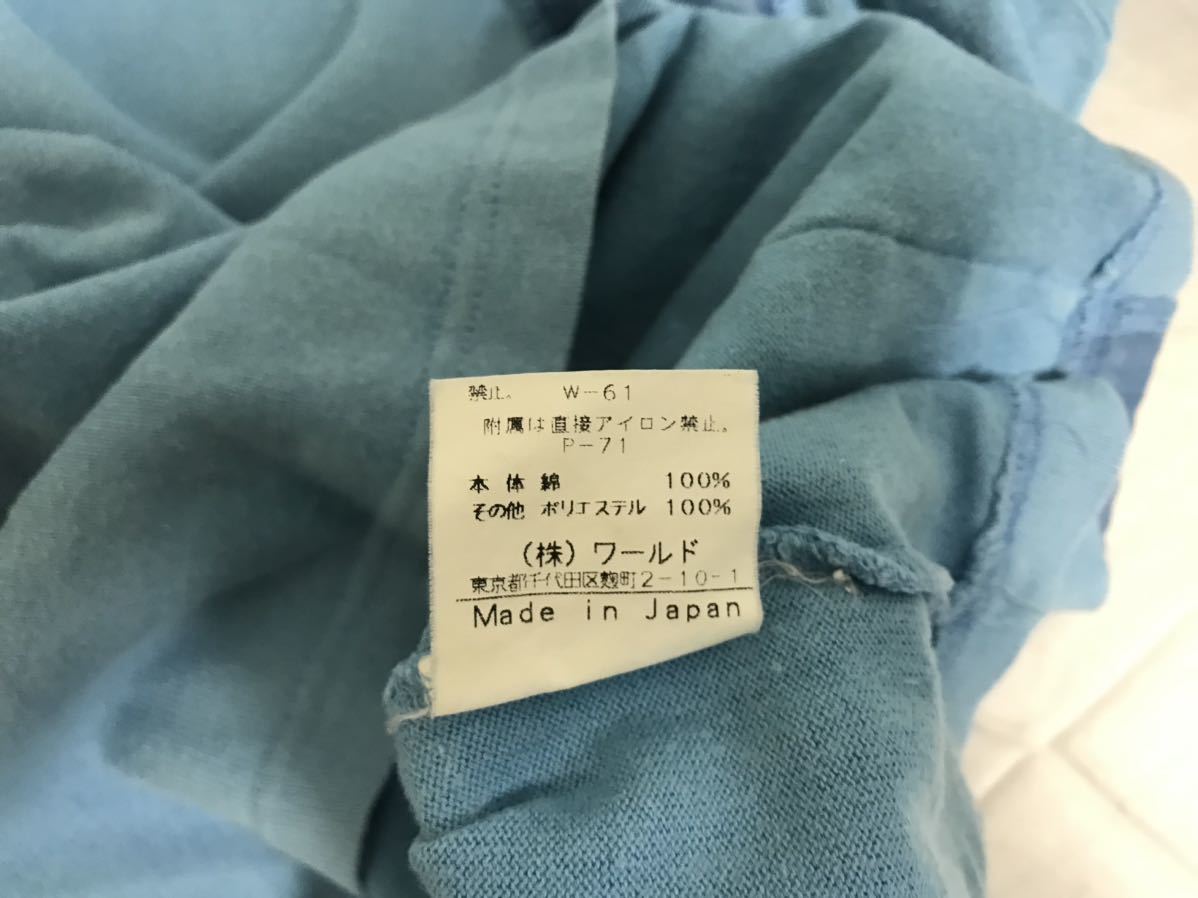 禁止。 W-61
附属は直接アイロン禁止。
P-71
本体 綿 100%
その他 ポリエステル 100%
(株)ワールド
東京都千代田区麹町2-10-1
Made in Japan